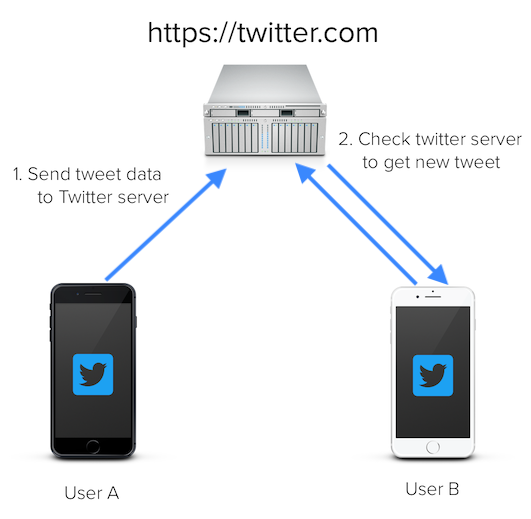 https://twitter.com
1. Send tweet data
to Twitter server
2. Check twitter server
to get new tweet
User A
User B